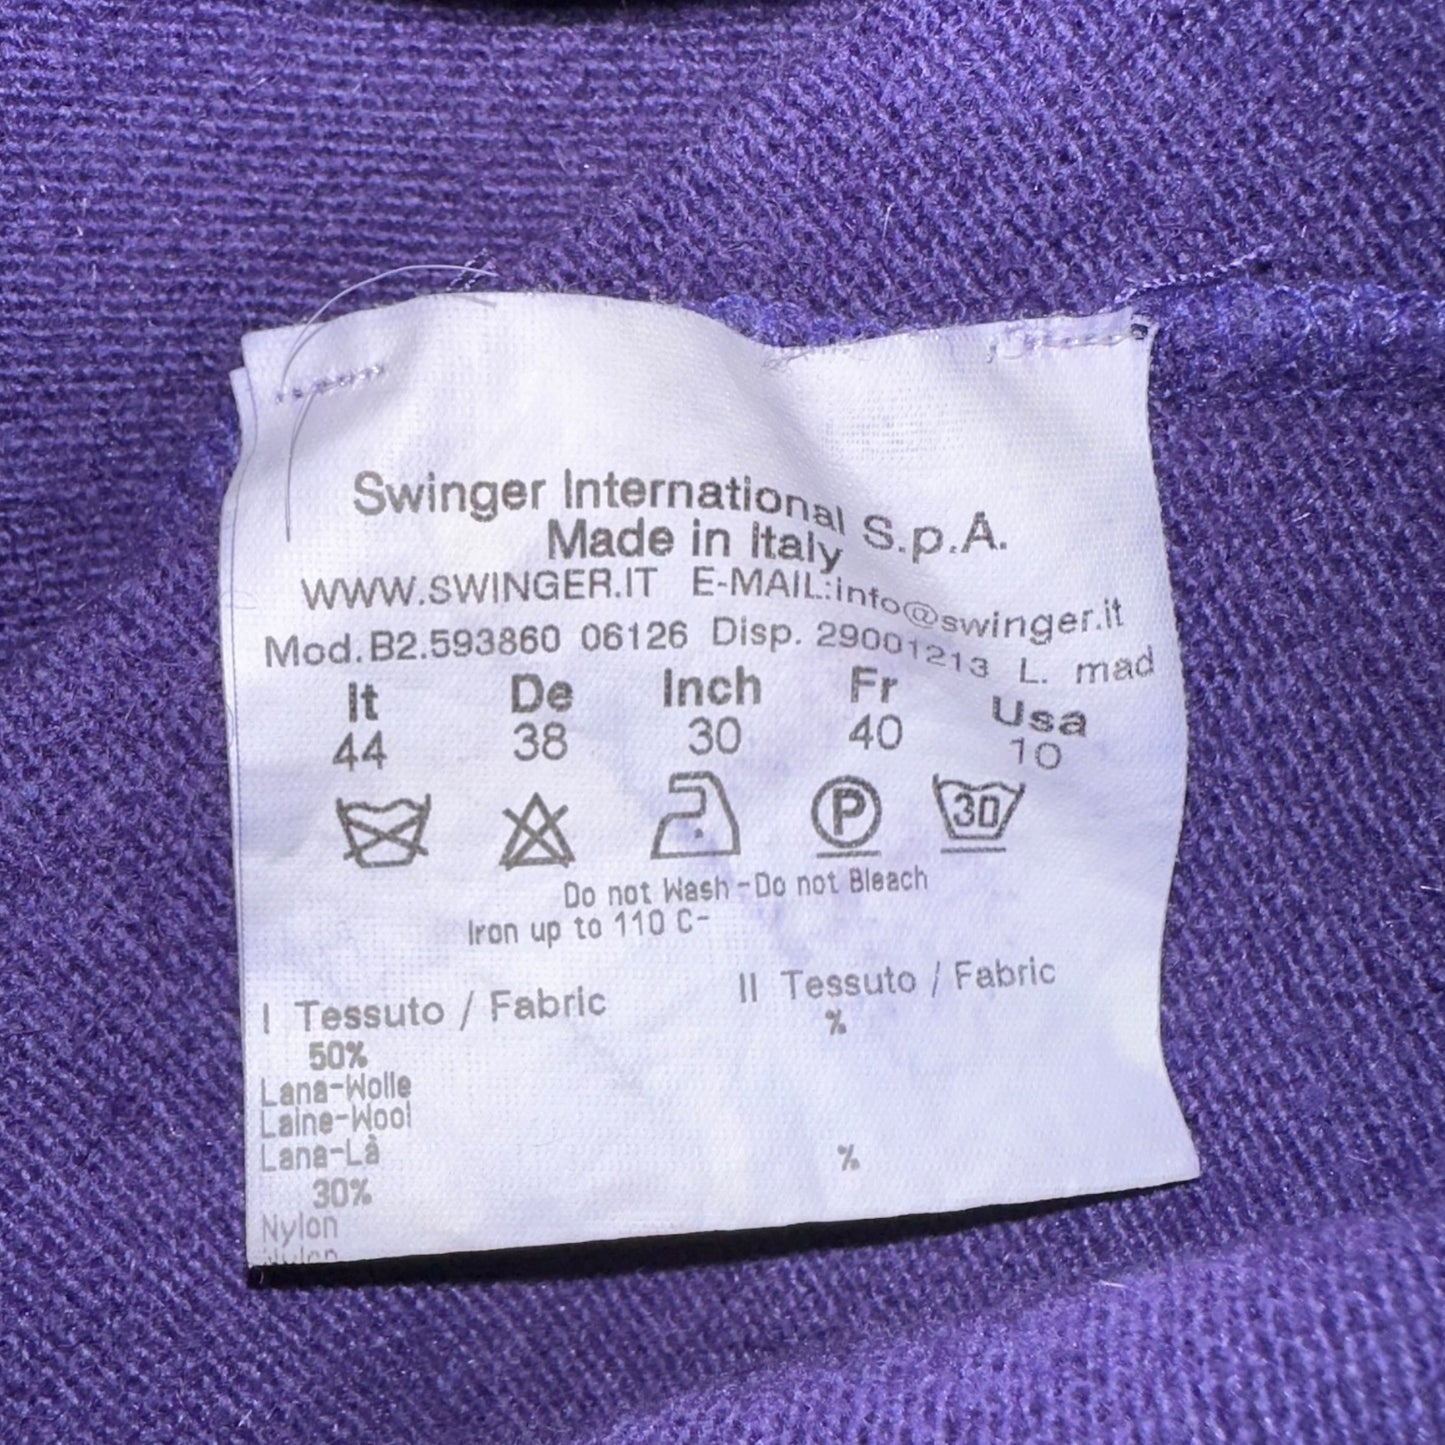 Swinger International S.p.A.
Made in Italy
WWW.SWINGER.IT E-MAIL:info@swinger.it
Mod.B2.593860 06126 Disp. 29001213 L. mad
It De Inch Fr Usa
44 38 30 40 10
P 30
Do not Wash-Do not Bleach
Iron up to 110 C-
I Tessuto / Fabric II Tessuto / Fabric
50% %
Lana-Wolle
Laine-Wool
Lana-Là %
30%
Nylon
Nylon